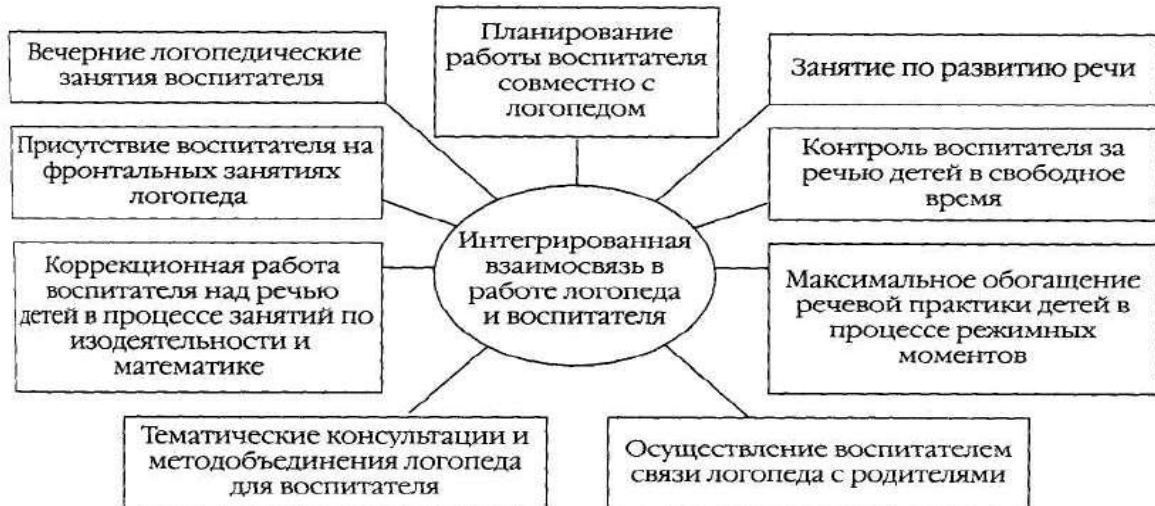 Планирование
работы воспитателя
совместно с
логопедом
Вечерние логопедические
занятия воспитателя
Занятие по развитию речи
Присутствие воспитателя на
фронтальных занятиях
логопеда
Контроль воспитателя за
речью детей в свободное
время
Интегрированная
взаимосвязь в
работе логопеда
и воспитателя
Коррекционная работа
воспитателя над речью
детей в процессе занятий по
изодеятельности и
математике
Максимальное обогащение
речевой практики детей в
процессе режимных
моментов
Тематические консультации и
методобъединения логопеда
для воспитателя
Осуществление воспитателем
связи логопеда с родителями